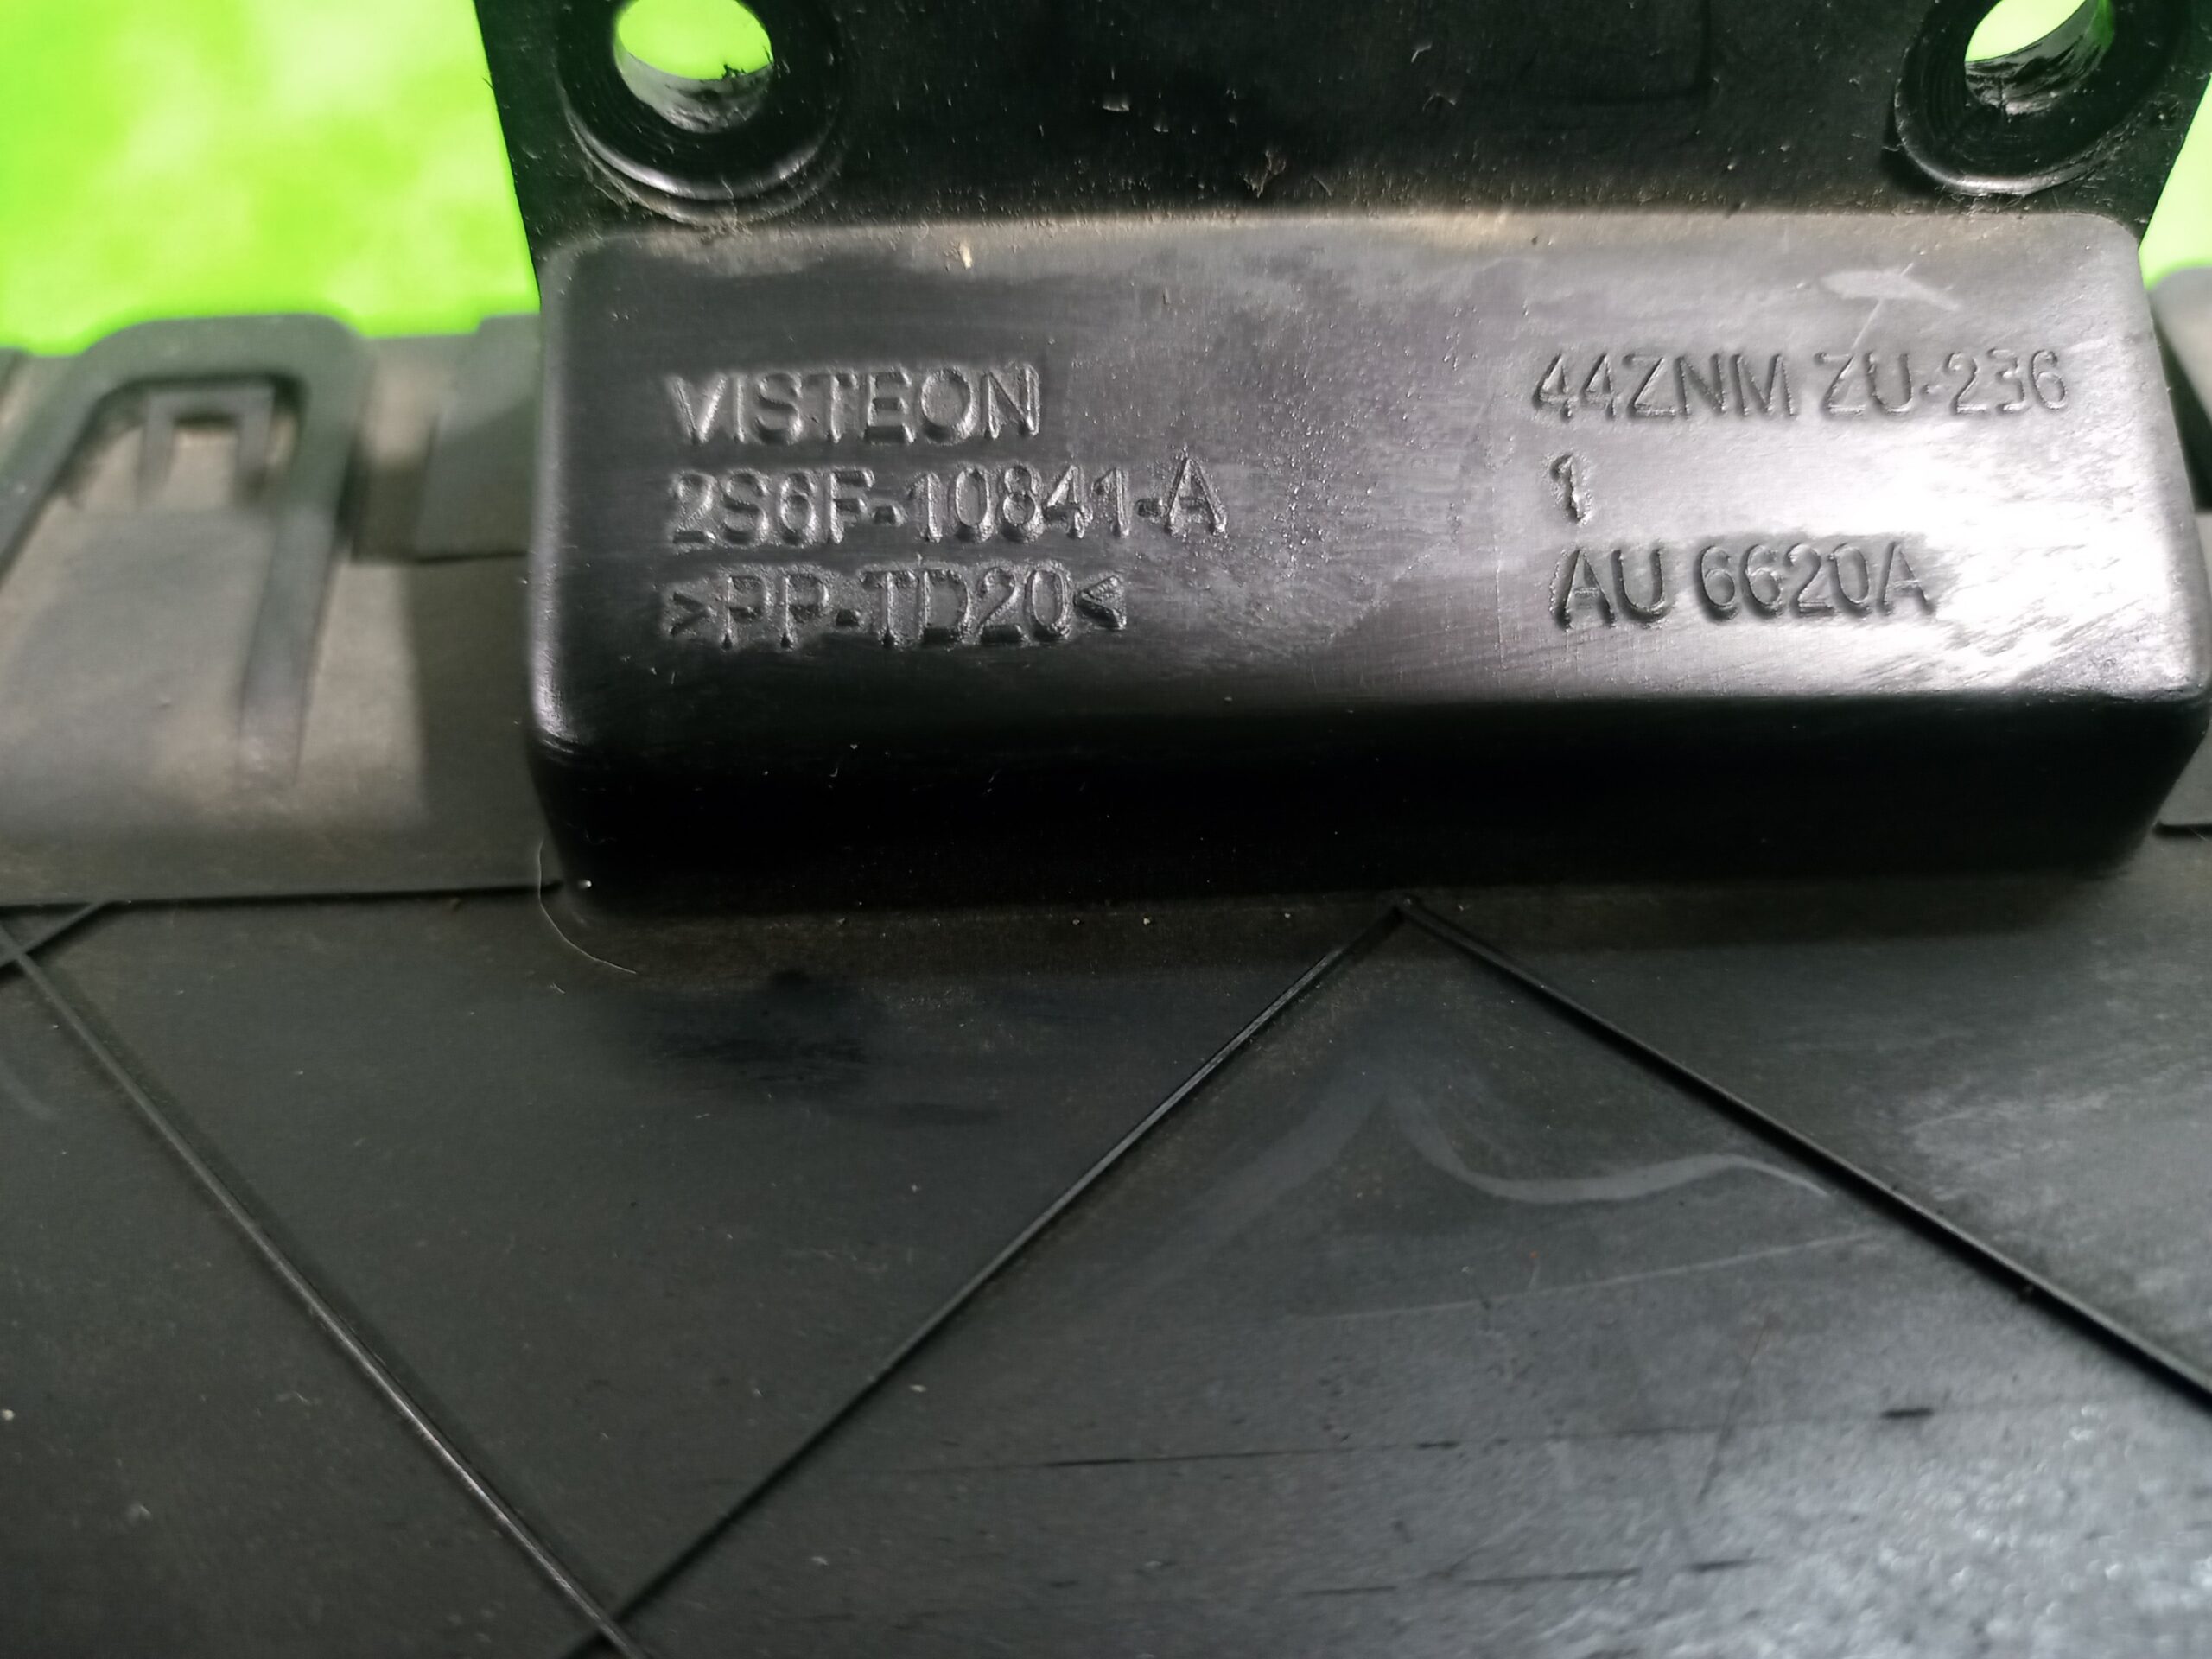 VISTEON
2S6F-10841-A
>PP-TD20<
44ZNM ZU-236
1
AU 6620A